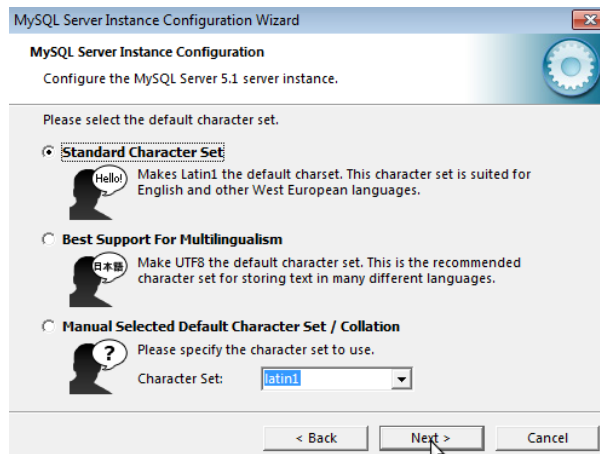 MySQL Server Instance Configuration Wizard
MySQL Server Instance Configuration
Configure the MySQL Server 5.1 server instance.
Please select the default character set.
Standard Character Set
Hello!
Makes Latin1 the default charset. This character set is suited for
English and other West European languages.
Best Support For Multilingualism
日本語
Make UTF8 the default character set. This is the recommended
character set for storing text in many different languages.
Manual Selected Default Character Set / Collation
?
Please specify the character set to use.
Character Set:
latin1
< Back
Next >
Cancel